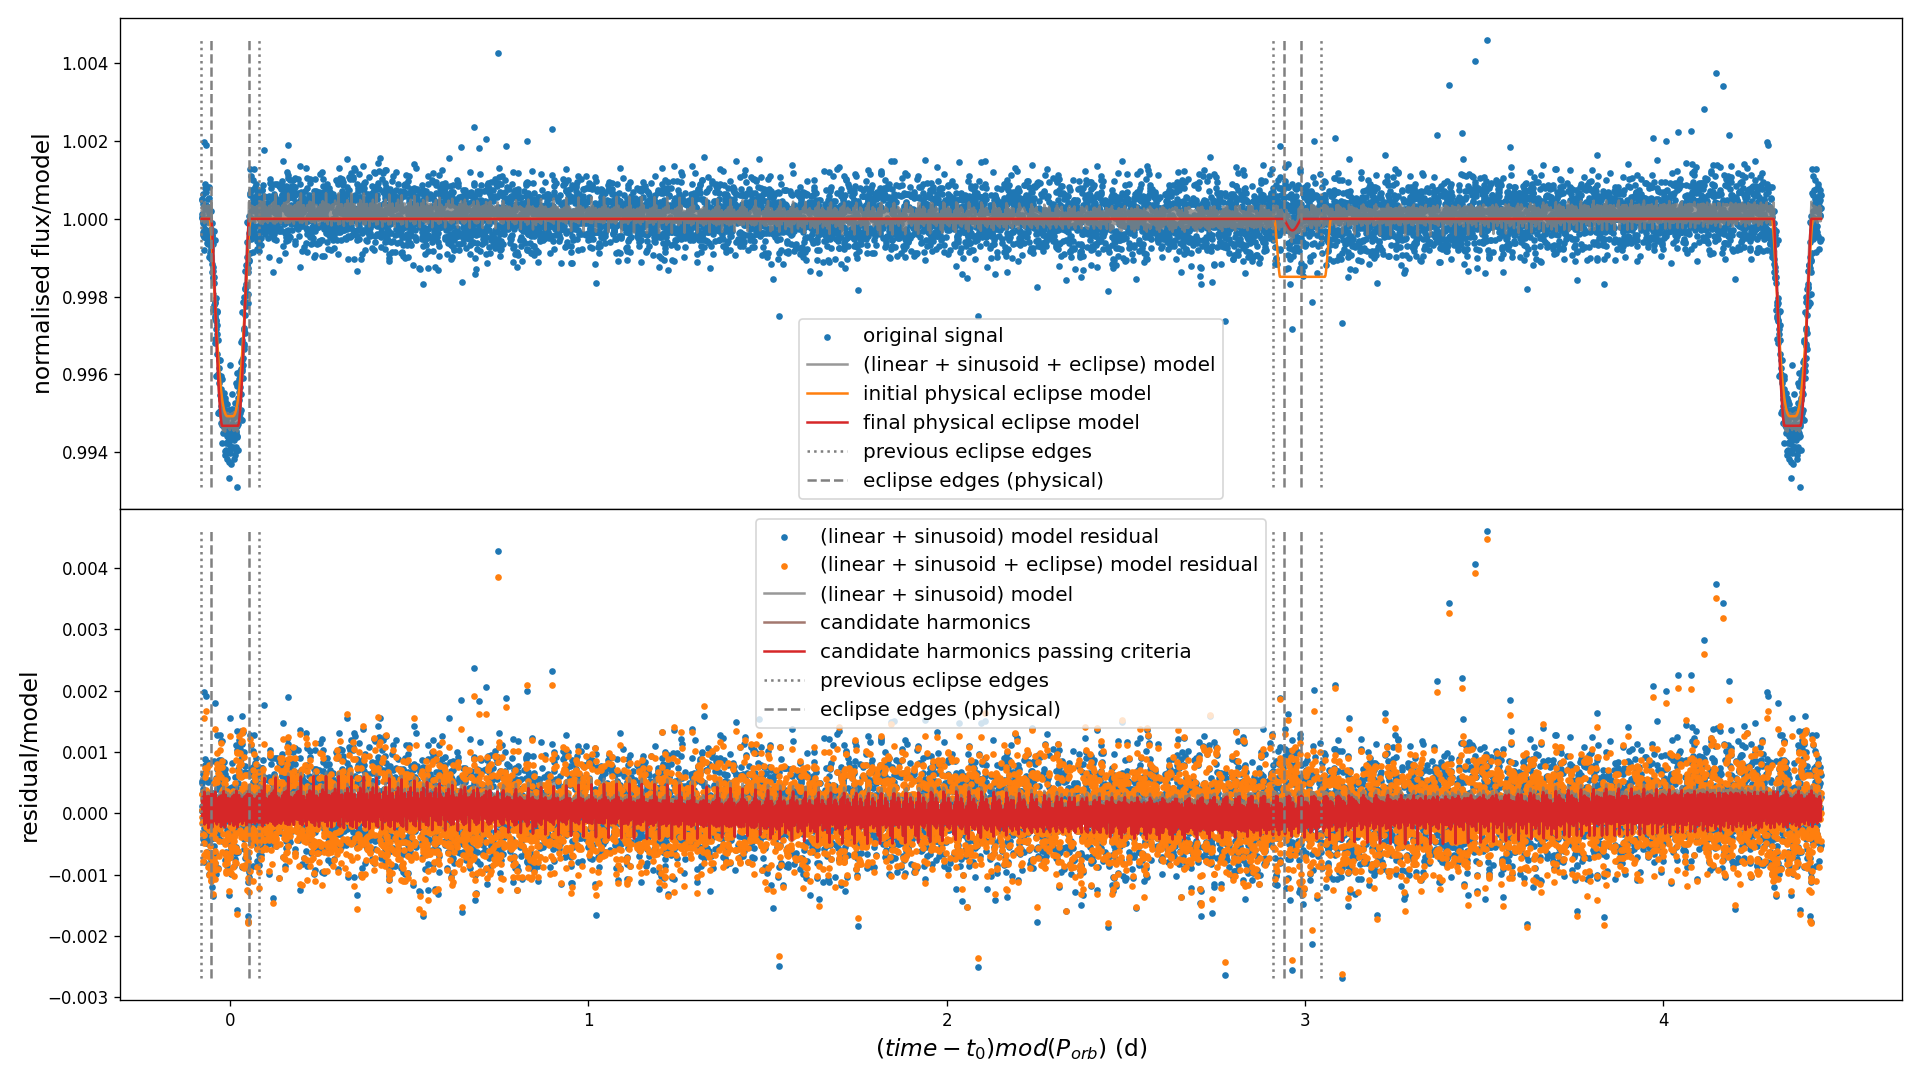 normalised flux/model
1.004
1.002
1.000
0.998
0.996
0.994
original signal
(linear + sinusoid + eclipse) model
initial physical eclipse model
final physical eclipse model
previous eclipse edges
eclipse edges (physical)
residual/model
0.004
0.003
0.002
0.001
0.000
−0.001
−0.002
−0.003
(linear + sinusoid) model residual
(linear + sinusoid + eclipse) model residual
(linear + sinusoid) model
candidate harmonics
candidate harmonics passing criteria
previous eclipse edges
eclipse edges (physical)
0 1 2 3 4
(time − t₀)mod(Pₒᵣb) (d)